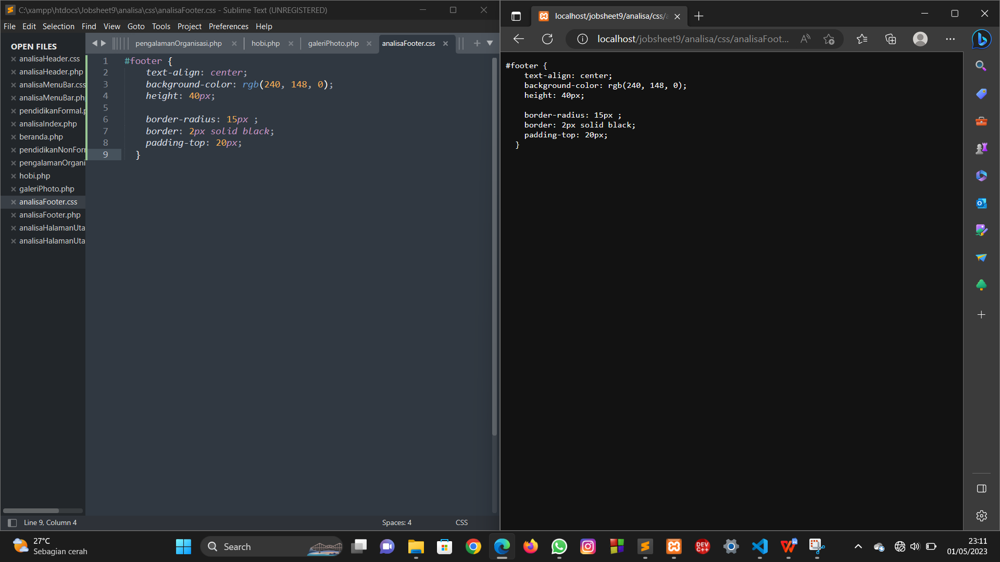 C:\xampp\htdocs\Jobsheet9\analisa\css\analisaFooter.css - Sublime Text (UNREGISTERED)
File Edit Selection Find View Goto Tools Project Preferences Help
OPEN FILES
analisaHeader.css
analisaHeader.php
analisaMenuBar.css
analisaMenuBar.ph
pendidikanFormal.p
analisaIndex.php
beranda.php
pendidikanNonForm
pengalamanOrgani
hobi.php
galeriPhoto.php
analisaFooter.css
analisaFooter.php
analisaHalamanUta
analisaHalamanUta
pengalamanOrganisasi.php hobi.php galeriPhoto.php analisaFooter.css
1 #footer {
2 text-align: center;
3 background-color: rgb(240, 148, 0);
4 height: 40px;
5
6 border-radius: 15px ;
7 border: 2px solid black;
8 padding-top: 20px;
9 }
Line 9, Column 4
Spaces: 4
CSS
localhost/jobsheet9/analisa/css/a
localhost/jobsheet9/analisa/css/analisaFoot...
#footer {
text-align: center;
background-color: rgb(240, 148, 0);
height: 40px;
border-radius: 15px ;
border: 2px solid black;
padding-top: 20px;
}
27°C
Sebagian cerah
Search
DEV
C++
23:11
01/05/2023